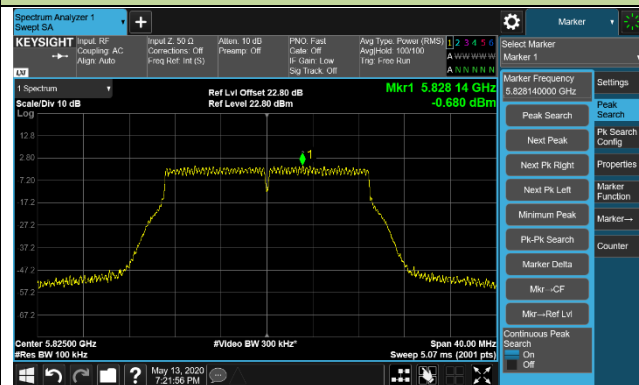 Spectrum Analyzer 1
Swept SA
Marker
KEYSIGHT
Input: RF
Coupling: AC
Align: Auto
Input Z: 50 Ω
Corrections: Off
Freq Ref: Int (S)
Atten: 10 dB
Preamp: Off
PNO: Fast
Gate: Off
IF Gain: Low
Sig Track: Off
Avg Type: Power (RMS)
Avg|Hold: 100/100
Trig: Free Run
1 2 3 4 5 6
A W W W W W
A N N N N N
LXI
Select Marker
Marker 1
1 Spectrum
Scale/Div 10 dB
Ref Lvl Offset 22.80 dB
Ref Level 22.80 dBm
Mkr1 5.828 14 GHz
-0.680 dBm
Log
12.8
2.80
-7.20
-17.2
-27.2
-37.2
-47.2
-57.2
-67.2
1
Center 5.82500 GHz
#Res BW 100 kHz
#Video BW 300 kHz*
Span 40.00 MHz
Sweep 5.07 ms (2001 pts)
Marker Frequency
5.828140000 GHz
Peak Search
Next Peak
Next Pk Right
Next Pk Left
Minimum Peak
Pk-Pk Search
Marker Delta
Mkr→CF
Mkr→Ref Lvl
Continuous Peak
Search
On
Off
Settings
Peak
Search
Pk Search
Config
Properties
Marker
Function
Marker→
Counter
May 13, 2020
7:21:56 PM